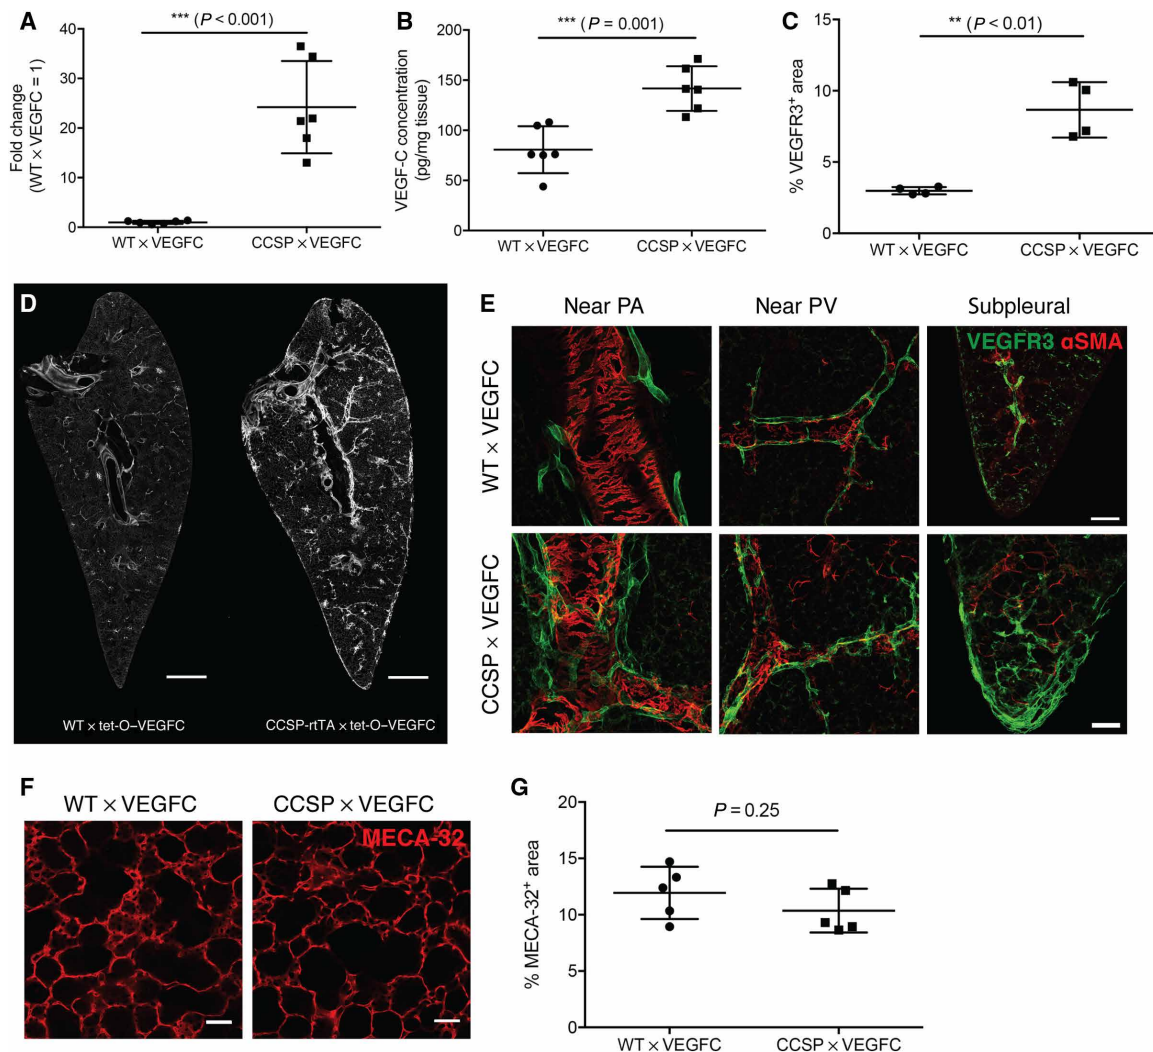 A
*** (P < 0.001)
Fold change
(WT × VEGFC = 1)
40
30
20
10
0
WT × VEGFC
CCSP × VEGFC
B
*** (P = 0.001)
VEGF-C concentration
(pg/mg tissue)
200
150
100
50
0
WT × VEGFC
CCSP × VEGFC
C
** (P < 0.01)
% VEGFR3⁺ area
15
10
5
0
WT × VEGFC
CCSP × VEGFC
D
WT × tet-O–VEGFC
CCSP-rtTA × tet-O–VEGFC
E
Near PA
Near PV
Subpleural
VEGFR3 αSMA
WT × VEGFC
CCSP × VEGFC
F
WT × VEGFC
CCSP × VEGFC
MECA-32
G
P = 0.25
% MECA-32⁺ area
20
15
10
5
0
WT × VEGFC
CCSP × VEGFC